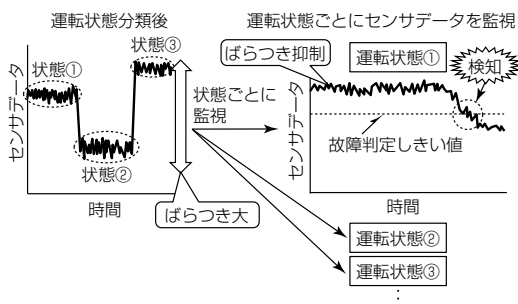 運転状態分類後
状態③
状態①
状態②
センサデータ
時間
ばらつき大
状態ごとに
監視
運転状態ごとにセンサデータを監視
ばらつき抑制
運転状態①
検知
故障判定しきい値
センサデータ
時間
運転状態②
運転状態③
⋮